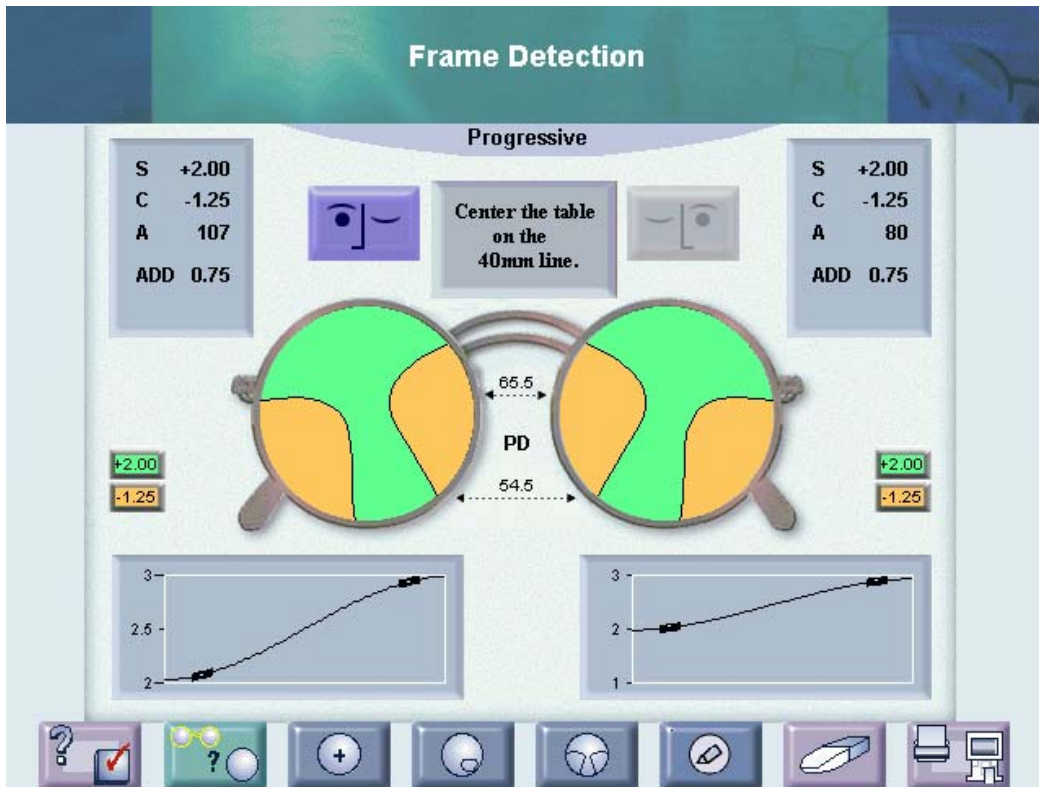 Frame Detection
Progressive
S +2.00
C -1.25
A 107
ADD 0.75
Center the table
on the
40mm line.
S +2.00
C -1.25
A 80
ADD 0.75
65.5
PD
54.5
+2.00
-1.25
+2.00
-1.25
3
2.5
2
3
2
1
?
?
+